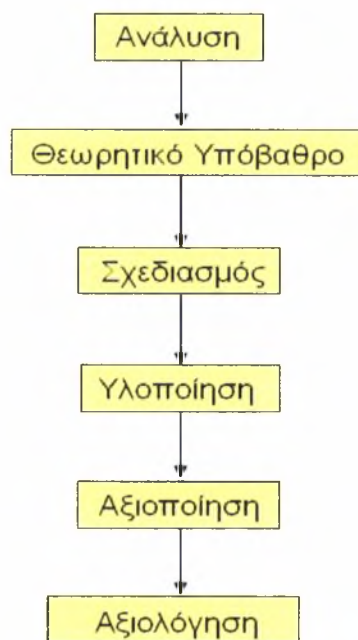 Ανάλυση
Θεωρητικό Υπόβαθρο
Σχεδιασμός
Υλοποίηση
Αξιοποίηση
Αξιολόγηση